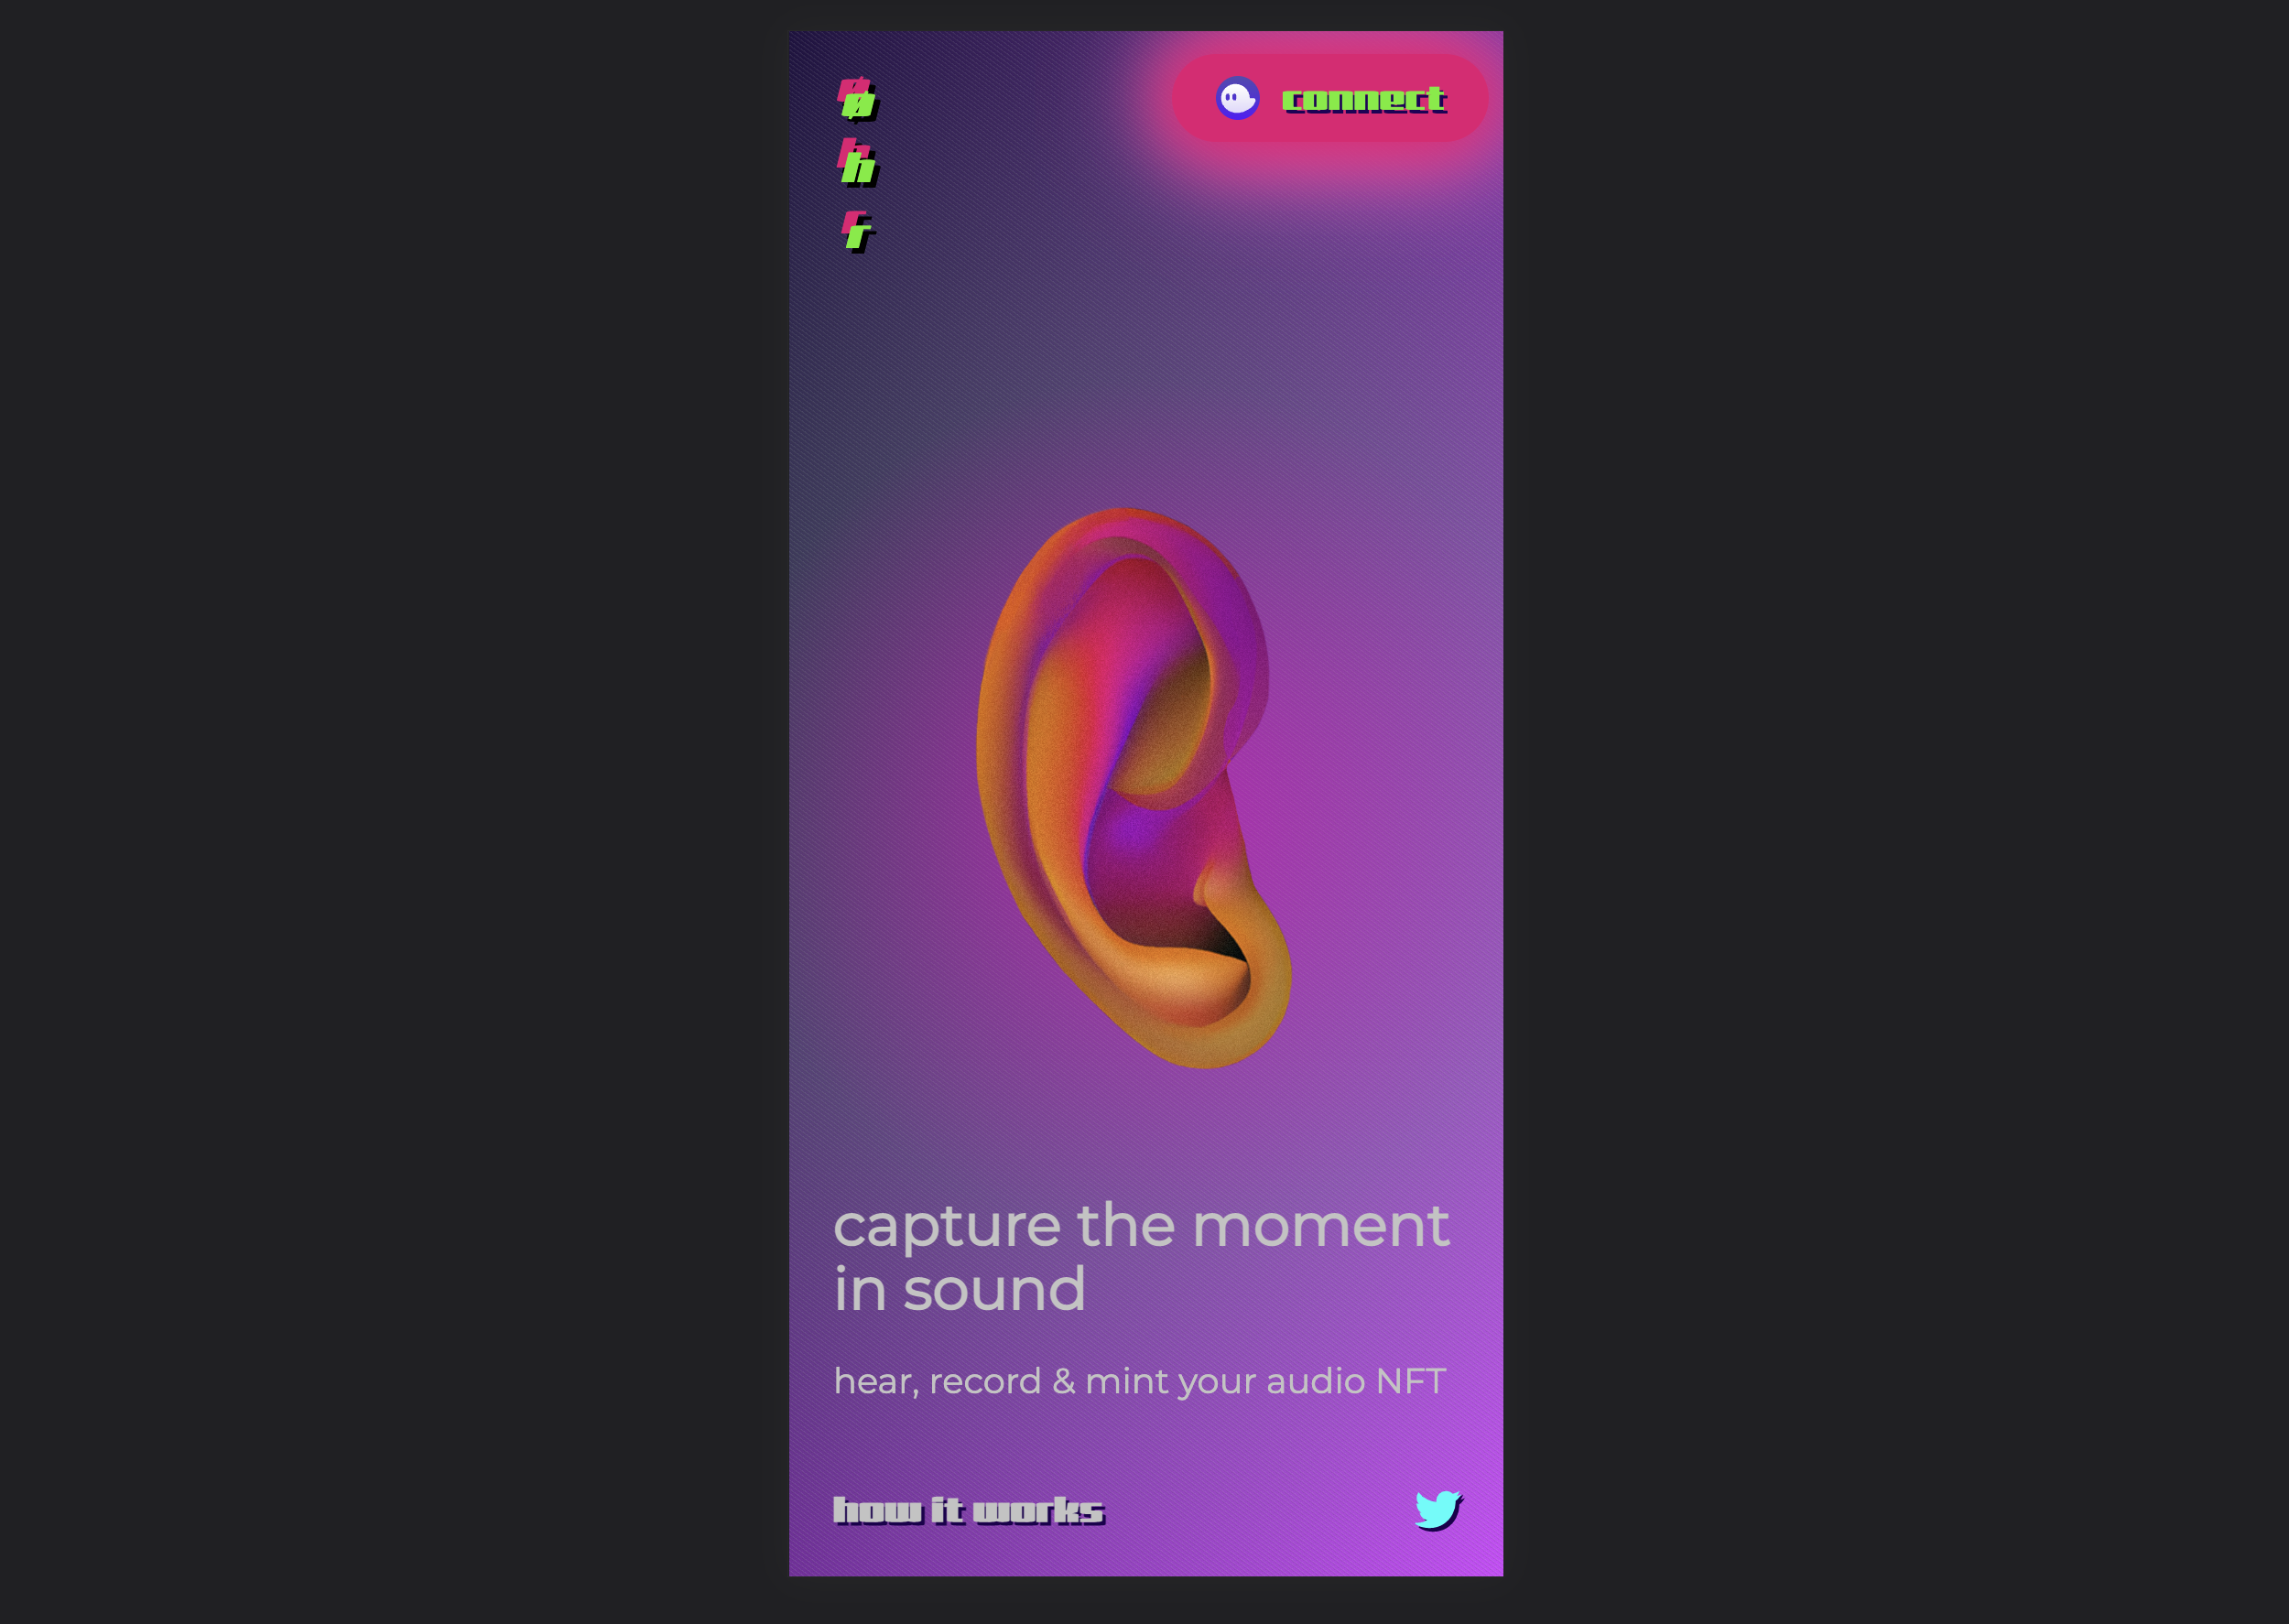 ø
h
r
connect
capture the moment
in sound
hear, record & mint your audio NFT
how it works